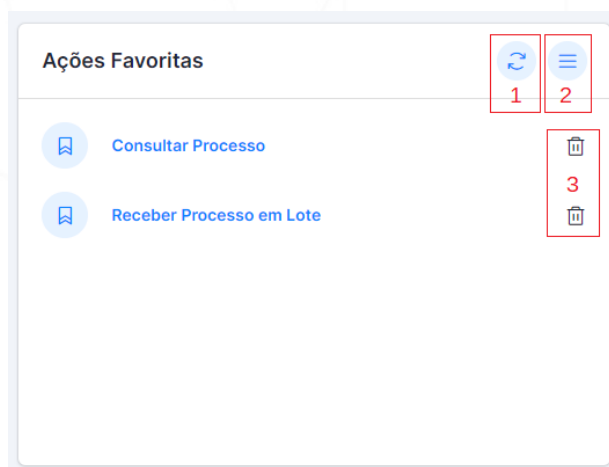 Ações Favoritas
1 2
Consultar Processo
3
Receber Processo em Lote